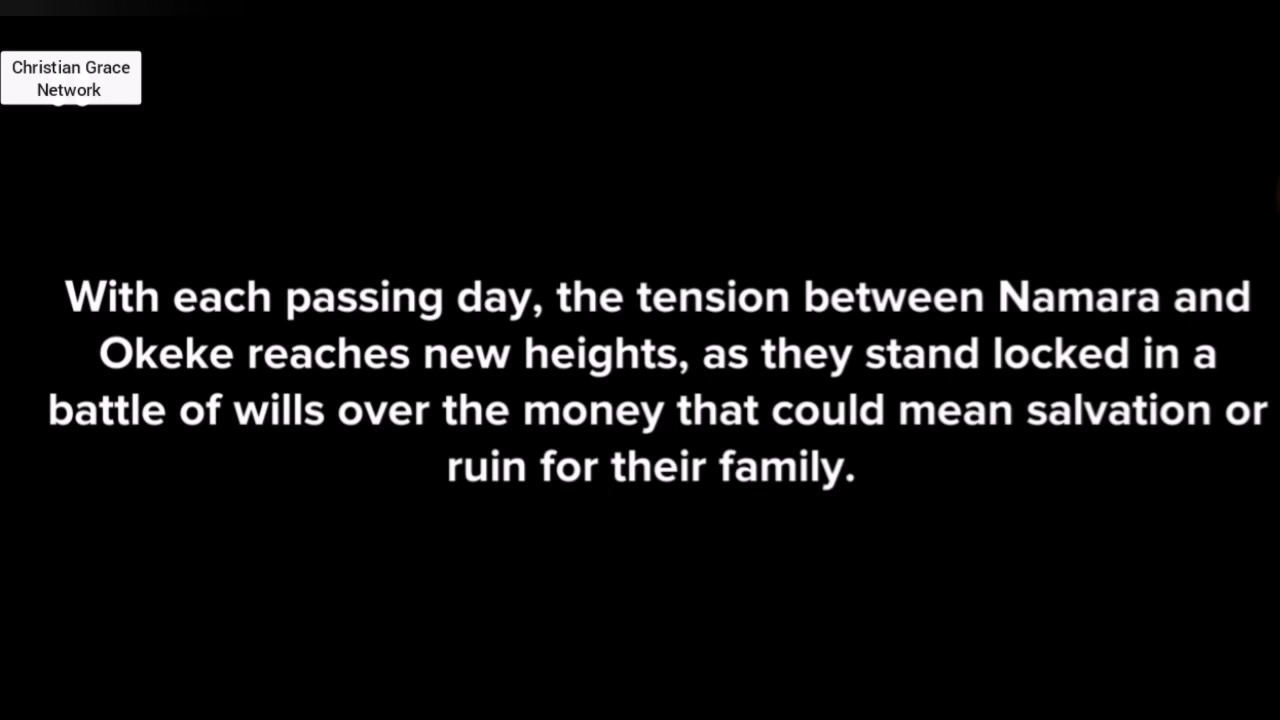 Christian Grace
Network
With each passing day, the tension between Namara and
Okeke reaches new heights, as they stand locked in a
battle of wills over the money that could mean salvation or
ruin for their family.